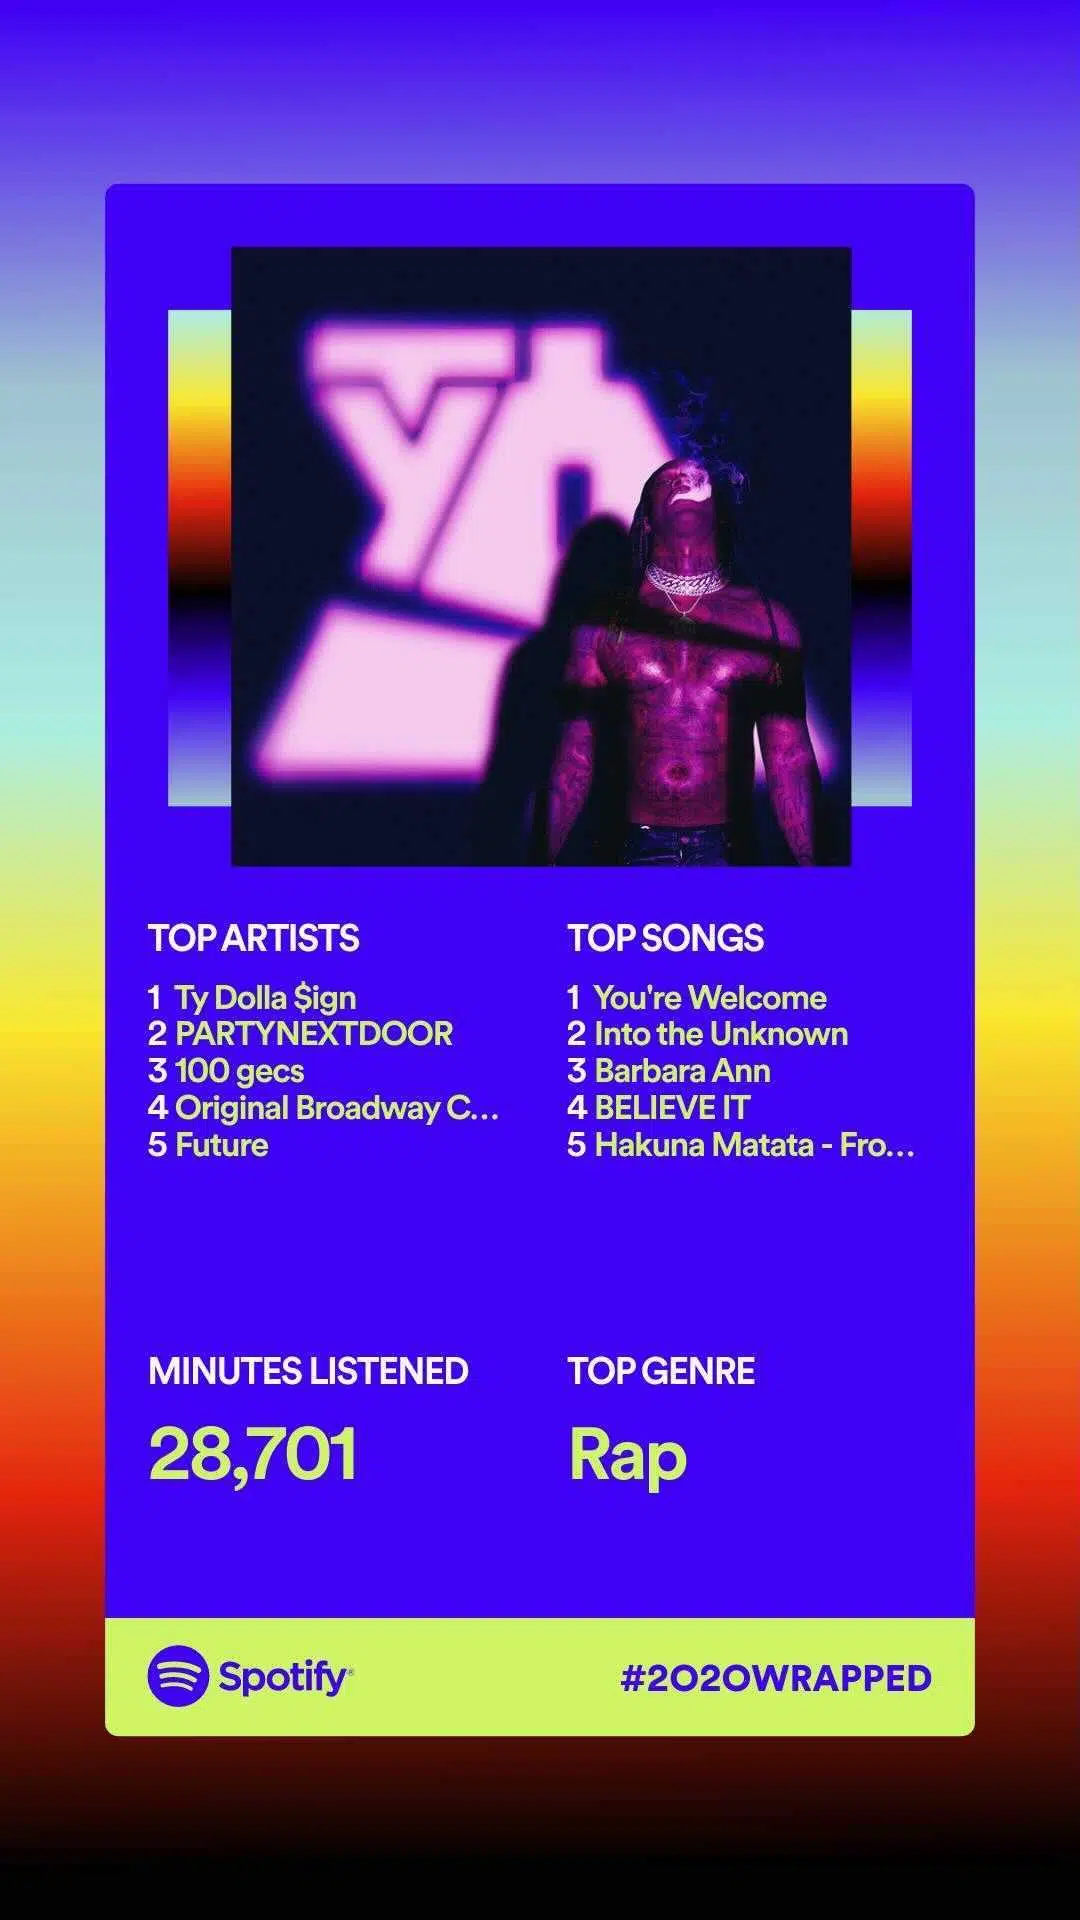 TOP ARTISTS
1 Ty Dolla $ign
2 PARTYNEXTDOOR
3 100 gecs
4 Original Broadway C...
5 Future
TOP SONGS
1 You're Welcome
2 Into the Unknown
3 Barbara Ann
4 BELIEVE IT
5 Hakuna Matata - Fro...
MINUTES LISTENED
28,701
TOP GENRE
Rap
Spotify®
#2020WRAPPED